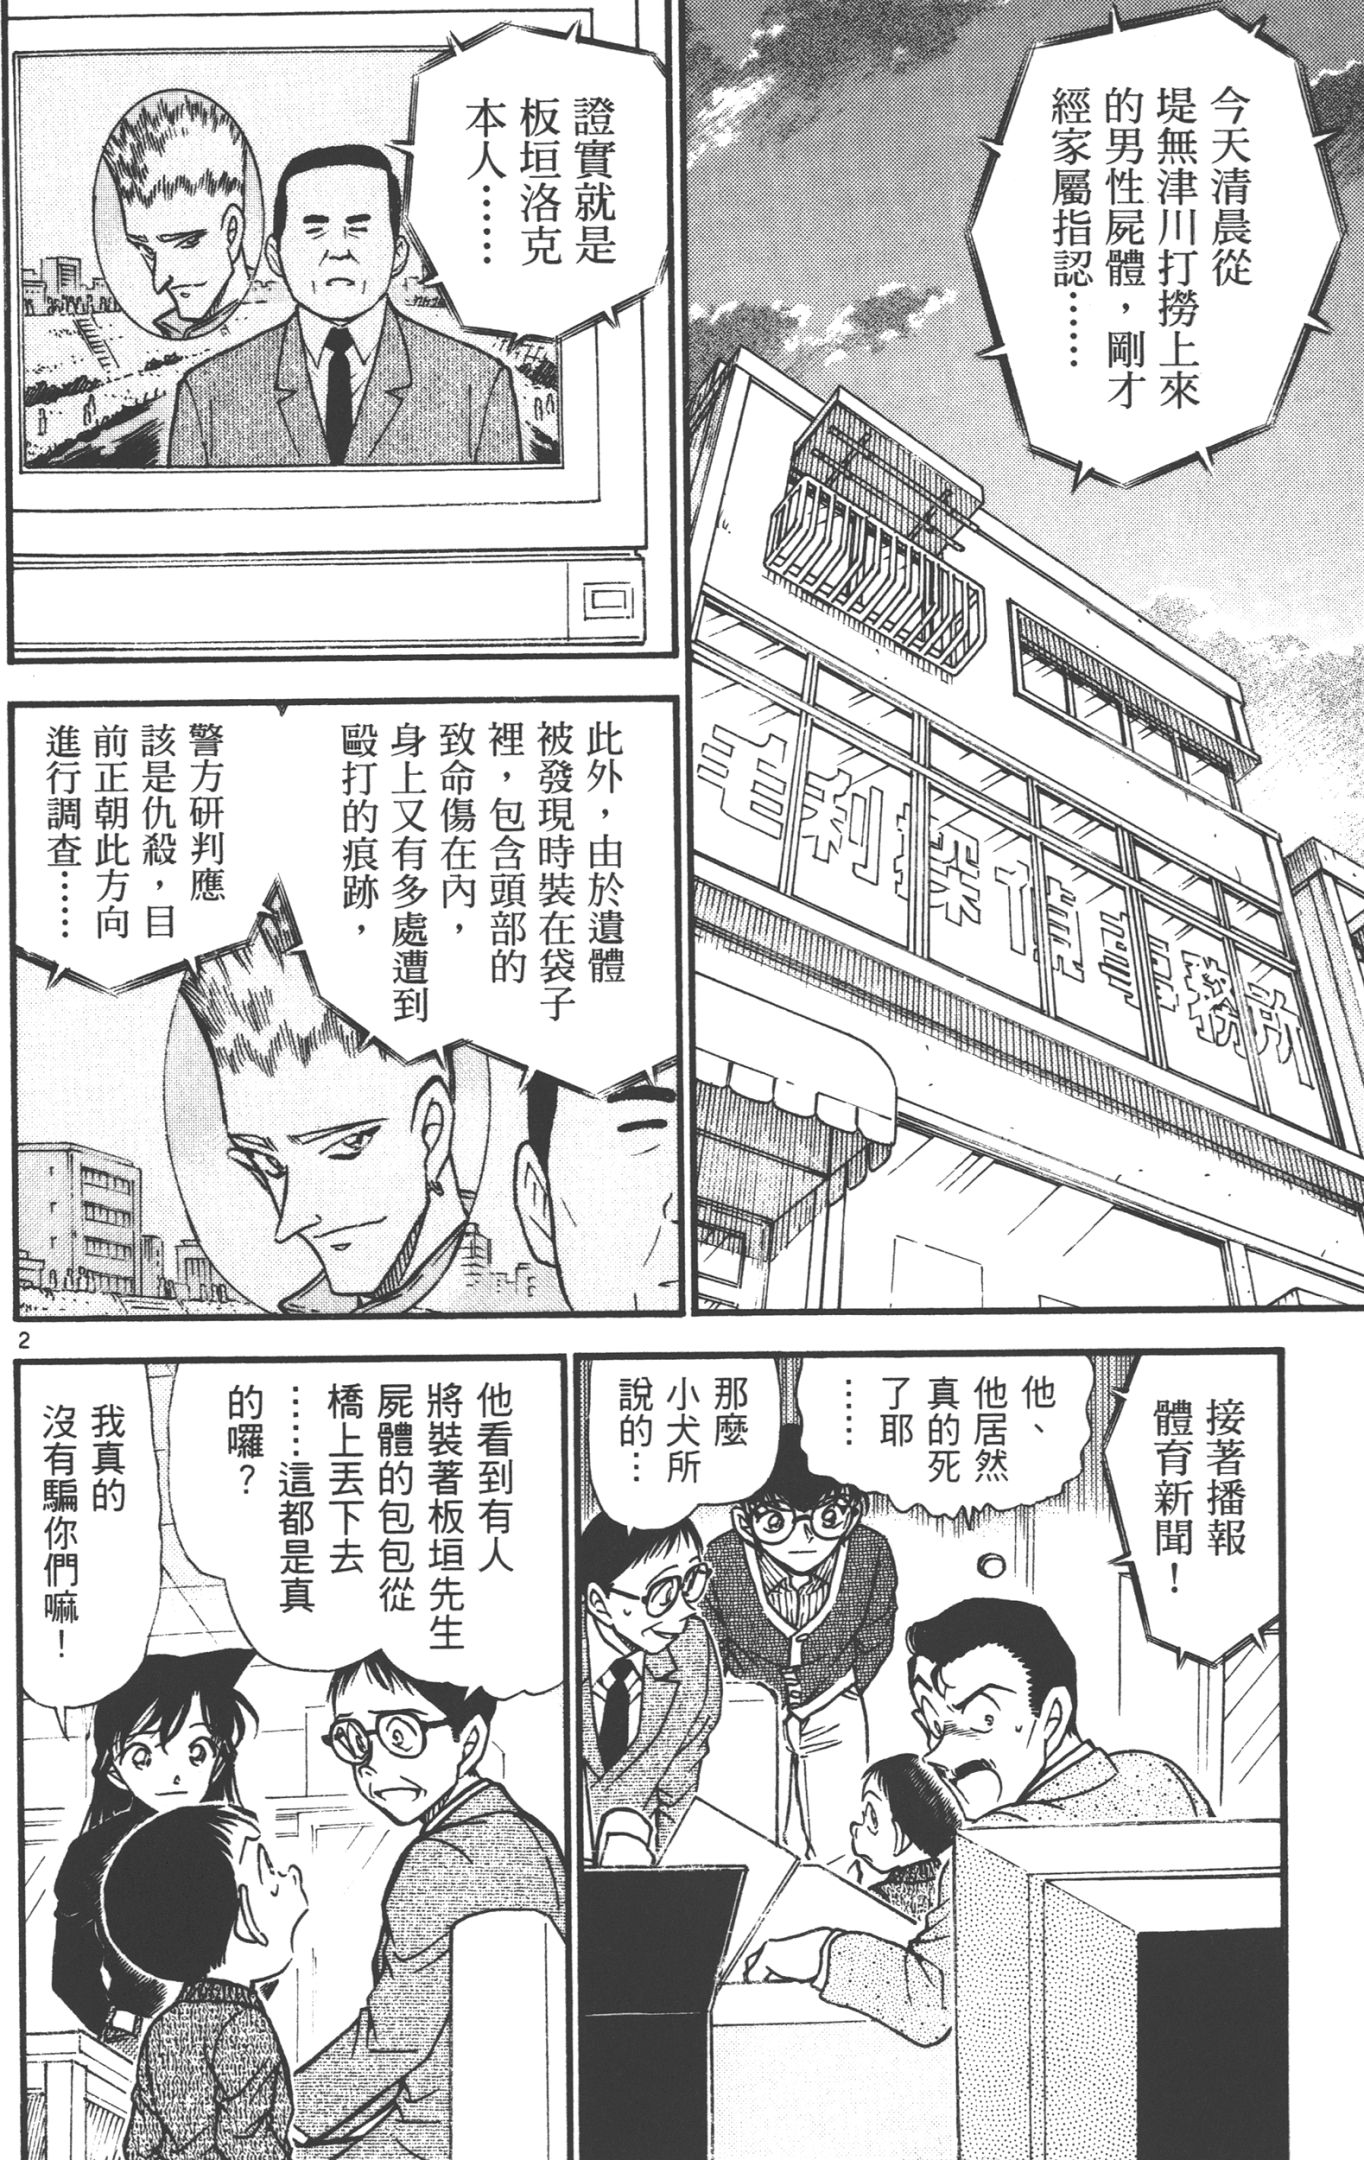 今天清晨從
堤無津川打撈上來
的男性屍體，剛才
經家屬指認……
毛利探偵事務所
證實就是
板垣洛克
本人……
此外，由於遺體
被發現時裝在袋子
裡，包含頭部的
致命傷在內，
身上又有多處遭到
毆打的痕跡，
警方研判應
該是仇殺，目
前正朝此方向
進行調查……
2
接著播報
體育新聞！
他、
他居然
真的死
了耶
……
那麼
小犬所
說的…
他看到有人
將裝著板垣先生
屍體的包包從
橋上丟下去
……這都是真
的囉？
我真的
沒有騙你們嘛！